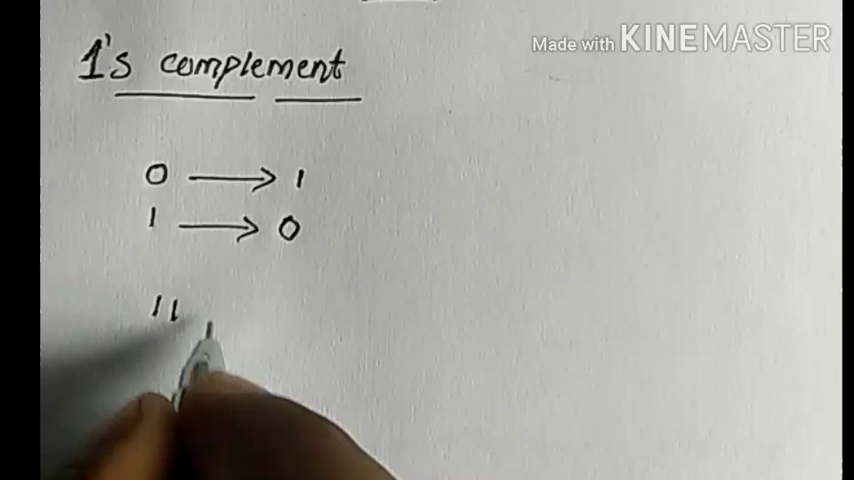 Made with KINEMASTER
1's complement
0 → 1
1 → 0
11